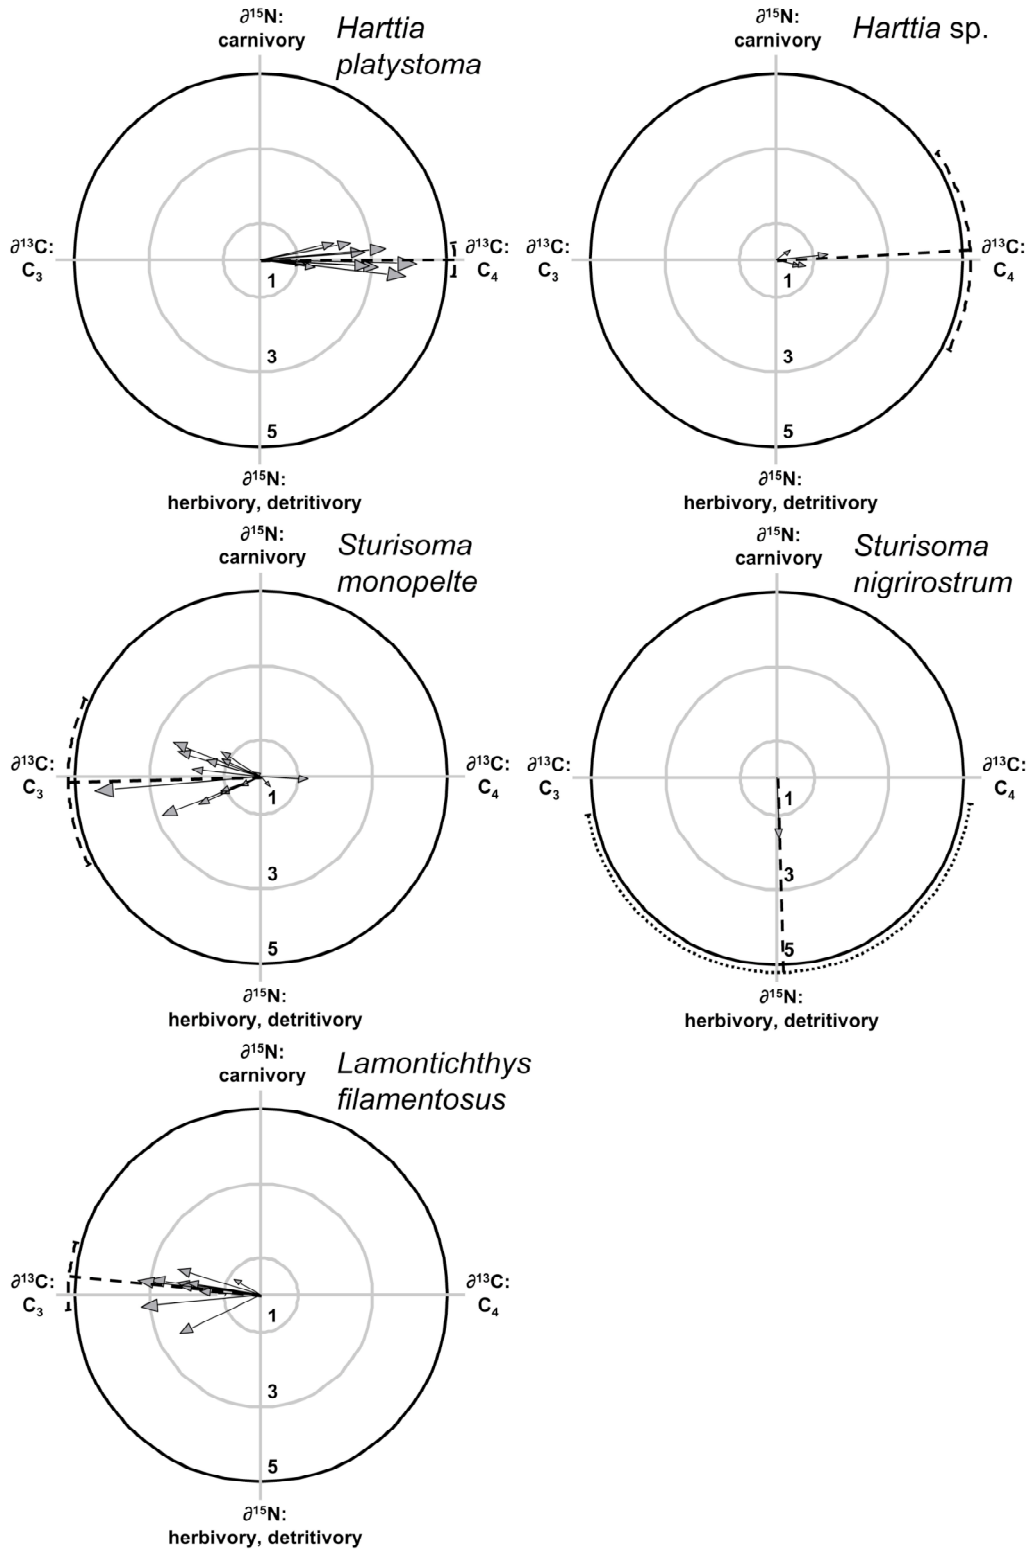 ∂15N:
carnivory
Harttia
platystoma
∂13C:
C3
∂13C:
C4
1
3
5
∂15N:
herbivory, detritivory
∂15N:
carnivory
Harttia sp.
∂13C:
C3
∂13C:
C4
1
3
5
∂15N:
herbivory, detritivory
∂15N:
carnivory
Sturisoma
monopelte
∂13C:
C3
∂13C:
C4
1
3
5
∂15N:
herbivory, detritivory
∂15N:
carnivory
Sturisoma
nigrirostrum
∂13C:
C3
∂13C:
C4
1
3
5
∂15N:
herbivory, detritivory
∂15N:
carnivory
Lamontichthys
filamentosus
∂13C:
C3
∂13C:
C4
1
3
5
∂15N:
herbivory, detritivory